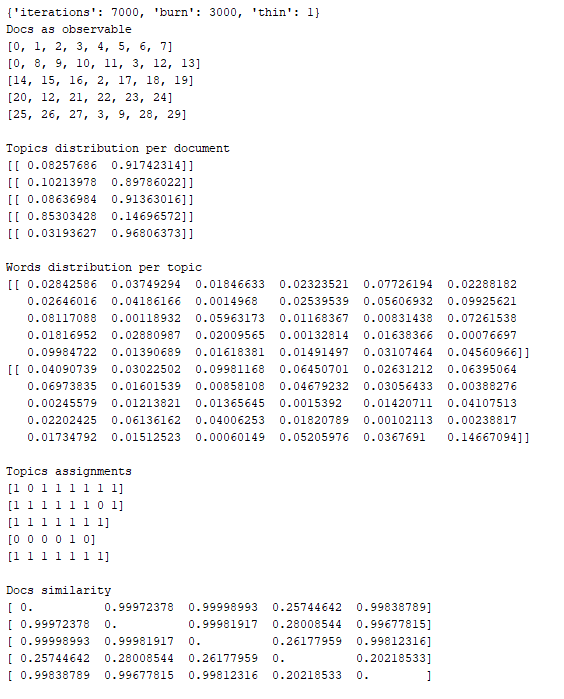 {'iterations': 7000, 'burn': 3000, 'thin': 1}
Docs as observable
[0, 1, 2, 3, 4, 5, 6, 7]
[0, 8, 9, 10, 11, 3, 12, 13]
[14, 15, 16, 2, 17, 18, 19]
[20, 12, 21, 22, 23, 24]
[25, 26, 27, 3, 9, 28, 29]

Topics distribution per document
[[ 0.08257686  0.91742314]]
[[ 0.10213978  0.89786022]]
[[ 0.08636984  0.91363016]]
[[ 0.85303428  0.14696572]]
[[ 0.03193627  0.96806373]]

Words distribution per topic
[[ 0.02842586  0.03749294  0.01846633  0.02323521  0.07726194  0.02288182
   0.02646016  0.04186166  0.0014968   0.02539539  0.05606932  0.09925621
   0.08117088  0.00118932  0.05963173  0.01168367  0.00831438  0.07261538
   0.01816952  0.02880987  0.02009565  0.00132814  0.01638366  0.00076697
   0.09984722  0.01390689  0.01618381  0.01491497  0.03107464  0.04560966]]
[[ 0.04090739  0.03022502  0.09981168  0.06450701  0.02631212  0.06395064
   0.06973835  0.01601539  0.00858108  0.04679232  0.03056433  0.00388276
   0.00245579  0.01213821  0.01365645  0.0015392   0.01420711  0.04107513
   0.02202425  0.06136162  0.04006253  0.01820789  0.00102113  0.00238817
   0.01734792  0.01512523  0.00060149  0.05205976  0.0367691   0.14667094]]

Topics assignments
[1 0 1 1 1 1 1 1]
[1 1 1 1 1 1 0 1]
[1 1 1 1 1 1 1]
[0 0 0 0 1 0]
[1 1 1 1 1 1 1]

Docs similarity
[ 0.          0.99972378  0.99998993  0.25744642  0.99838789]
[ 0.99972378  0.          0.99981917  0.28008544  0.99677815]
[ 0.99998993  0.99981917  0.          0.26177959  0.99812316]
[ 0.25744642  0.28008544  0.26177959  0.          0.20218533]
[ 0.99838789  0.99677815  0.99812316  0.20218533  0.        ]